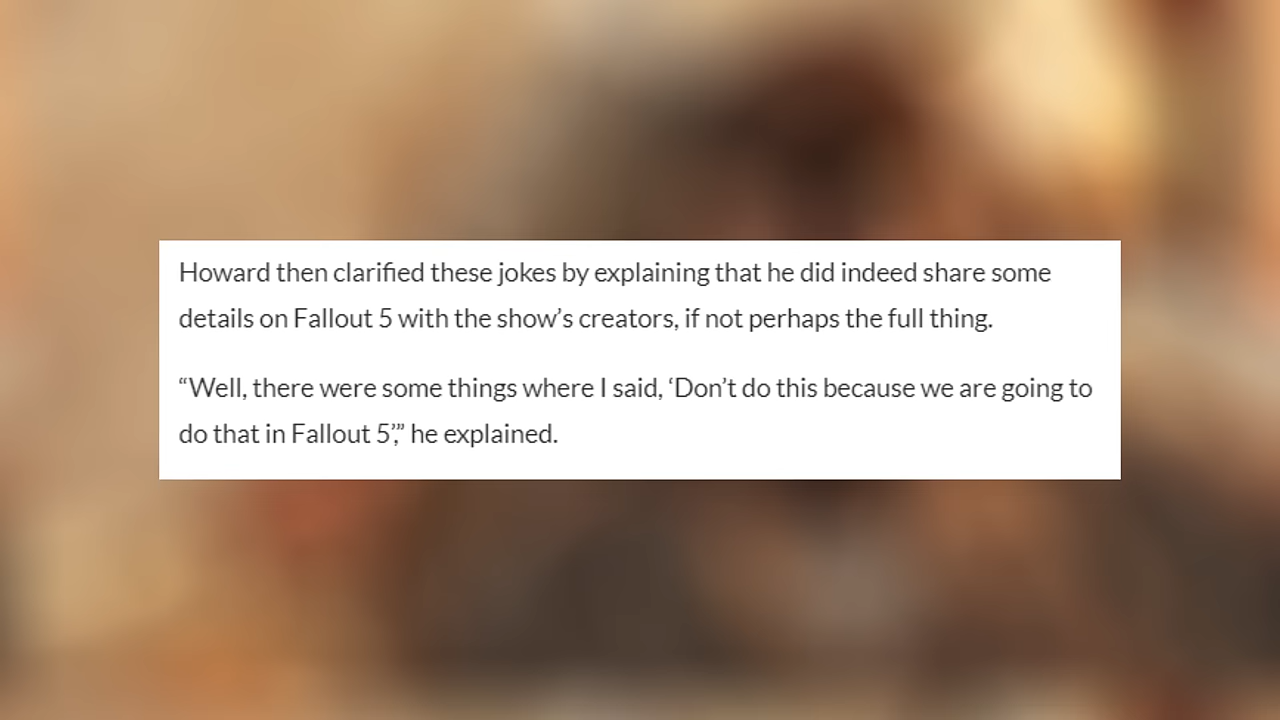 Howard then clarified these jokes by explaining that he did indeed share some
details on Fallout 5 with the show’s creators, if not perhaps the full thing.
“Well, there were some things where I said, ‘Don’t do this because we are going to
do that in Fallout 5’,” he explained.